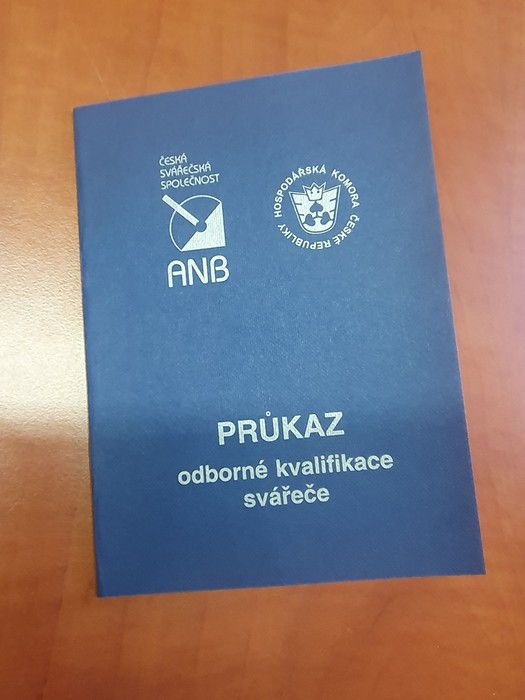 ČESKÁ
SVÁŘEČSKÁ
SPOLEČNOST
ANB
HOSPODÁŘSKÁ KOMORA ČESKÉ REPUBLIKY
PRŮKAZ
odborné kvalifikace
svářeče